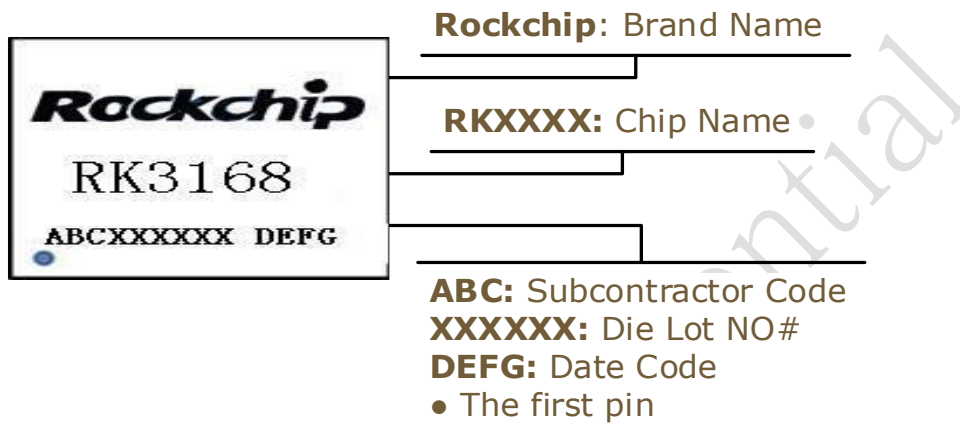 Rockchip
RK3168
ABCXXXXXX DEFG
Rockchip: Brand Name
RKXXXX: Chip Name
ABC: Subcontractor Code
XXXXXX: Die Lot NO#
DEFG: Date Code
● The first pin
ential